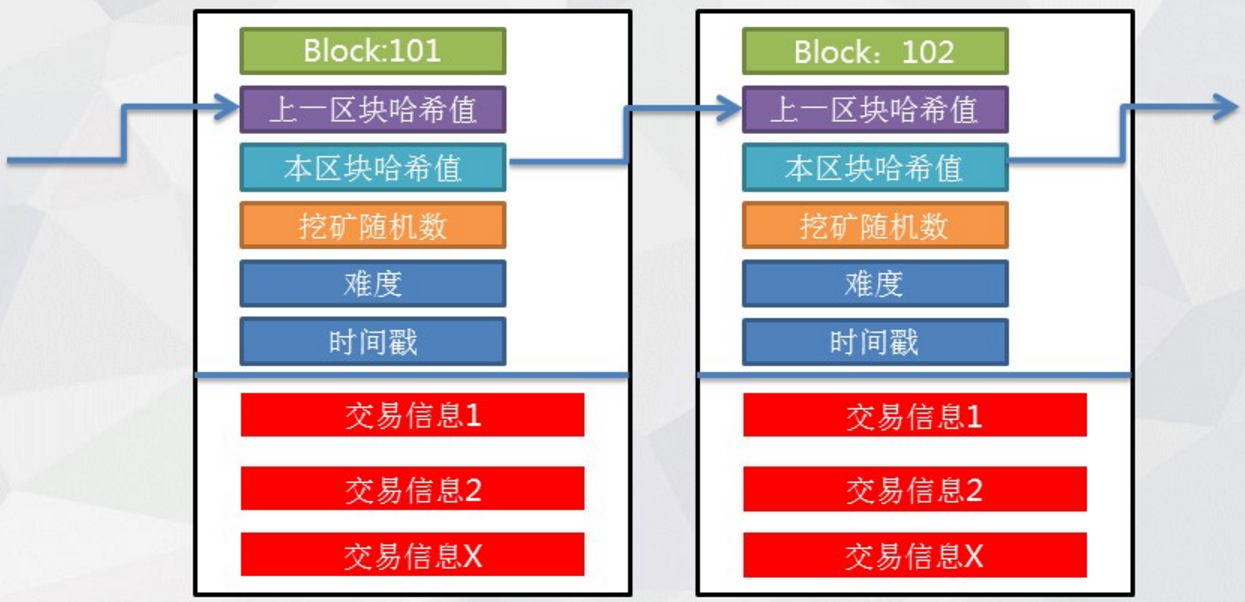 Block:101
上一区块哈希值
本区块哈希值
挖矿随机数
难度
时间戳
交易信息1
交易信息2
交易信息X
Block：102
上一区块哈希值
本区块哈希值
挖矿随机数
难度
时间戳
交易信息1
交易信息2
交易信息X